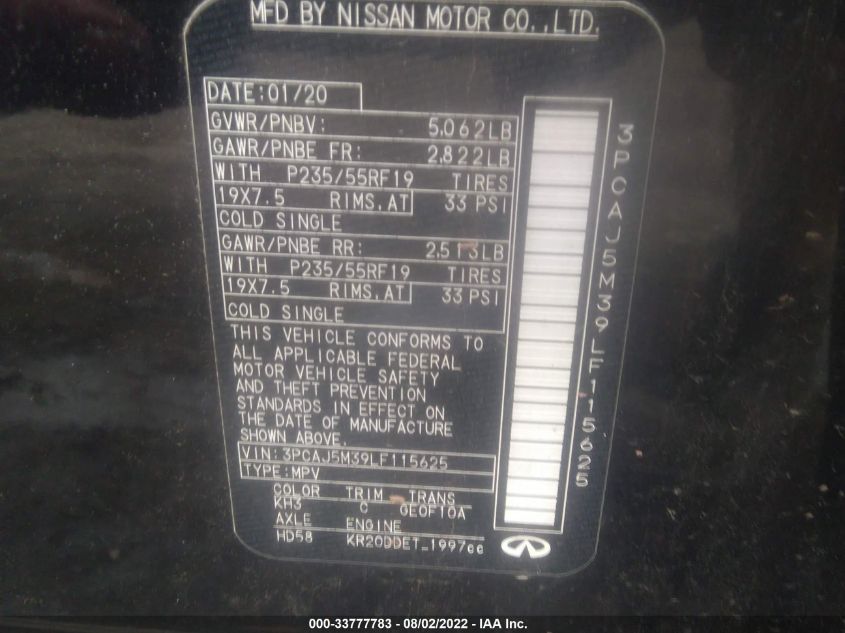 MFD BY NISSAN MOTOR CO.,LTD.
DATE:01/20
GVWR/PNBV: 5,062LB
GAWR/PNBE FR: 2,822LB
WITH P235/55RF19 TIRES
19X7.5 RIMS,AT 33 PSI
COLD SINGLE
GAWR/PNBE RR: 2,513LB
WITH P235/55RF19 TIRES
19X7.5 RIMS,AT 33 PSI
COLD SINGLE
THIS VEHICLE CONFORMS TO
ALL APPLICABLE FEDERAL
MOTOR VEHICLE SAFETY
AND THEFT PREVENTION
STANDARDS IN EFFECT ON
THE DATE OF MANUFACTURE
SHOWN ABOVE.
VIN:3PCAJ5M39LF115625
TYPE:MPV
COLOR TRIM TRANS
KH3 C GE0F10A
AXLE ENGINE
HD58 KR20DDET_1997cc
3PCAJ5M39LF115625
000-33777783 - 08/02/2022 - IAA Inc.